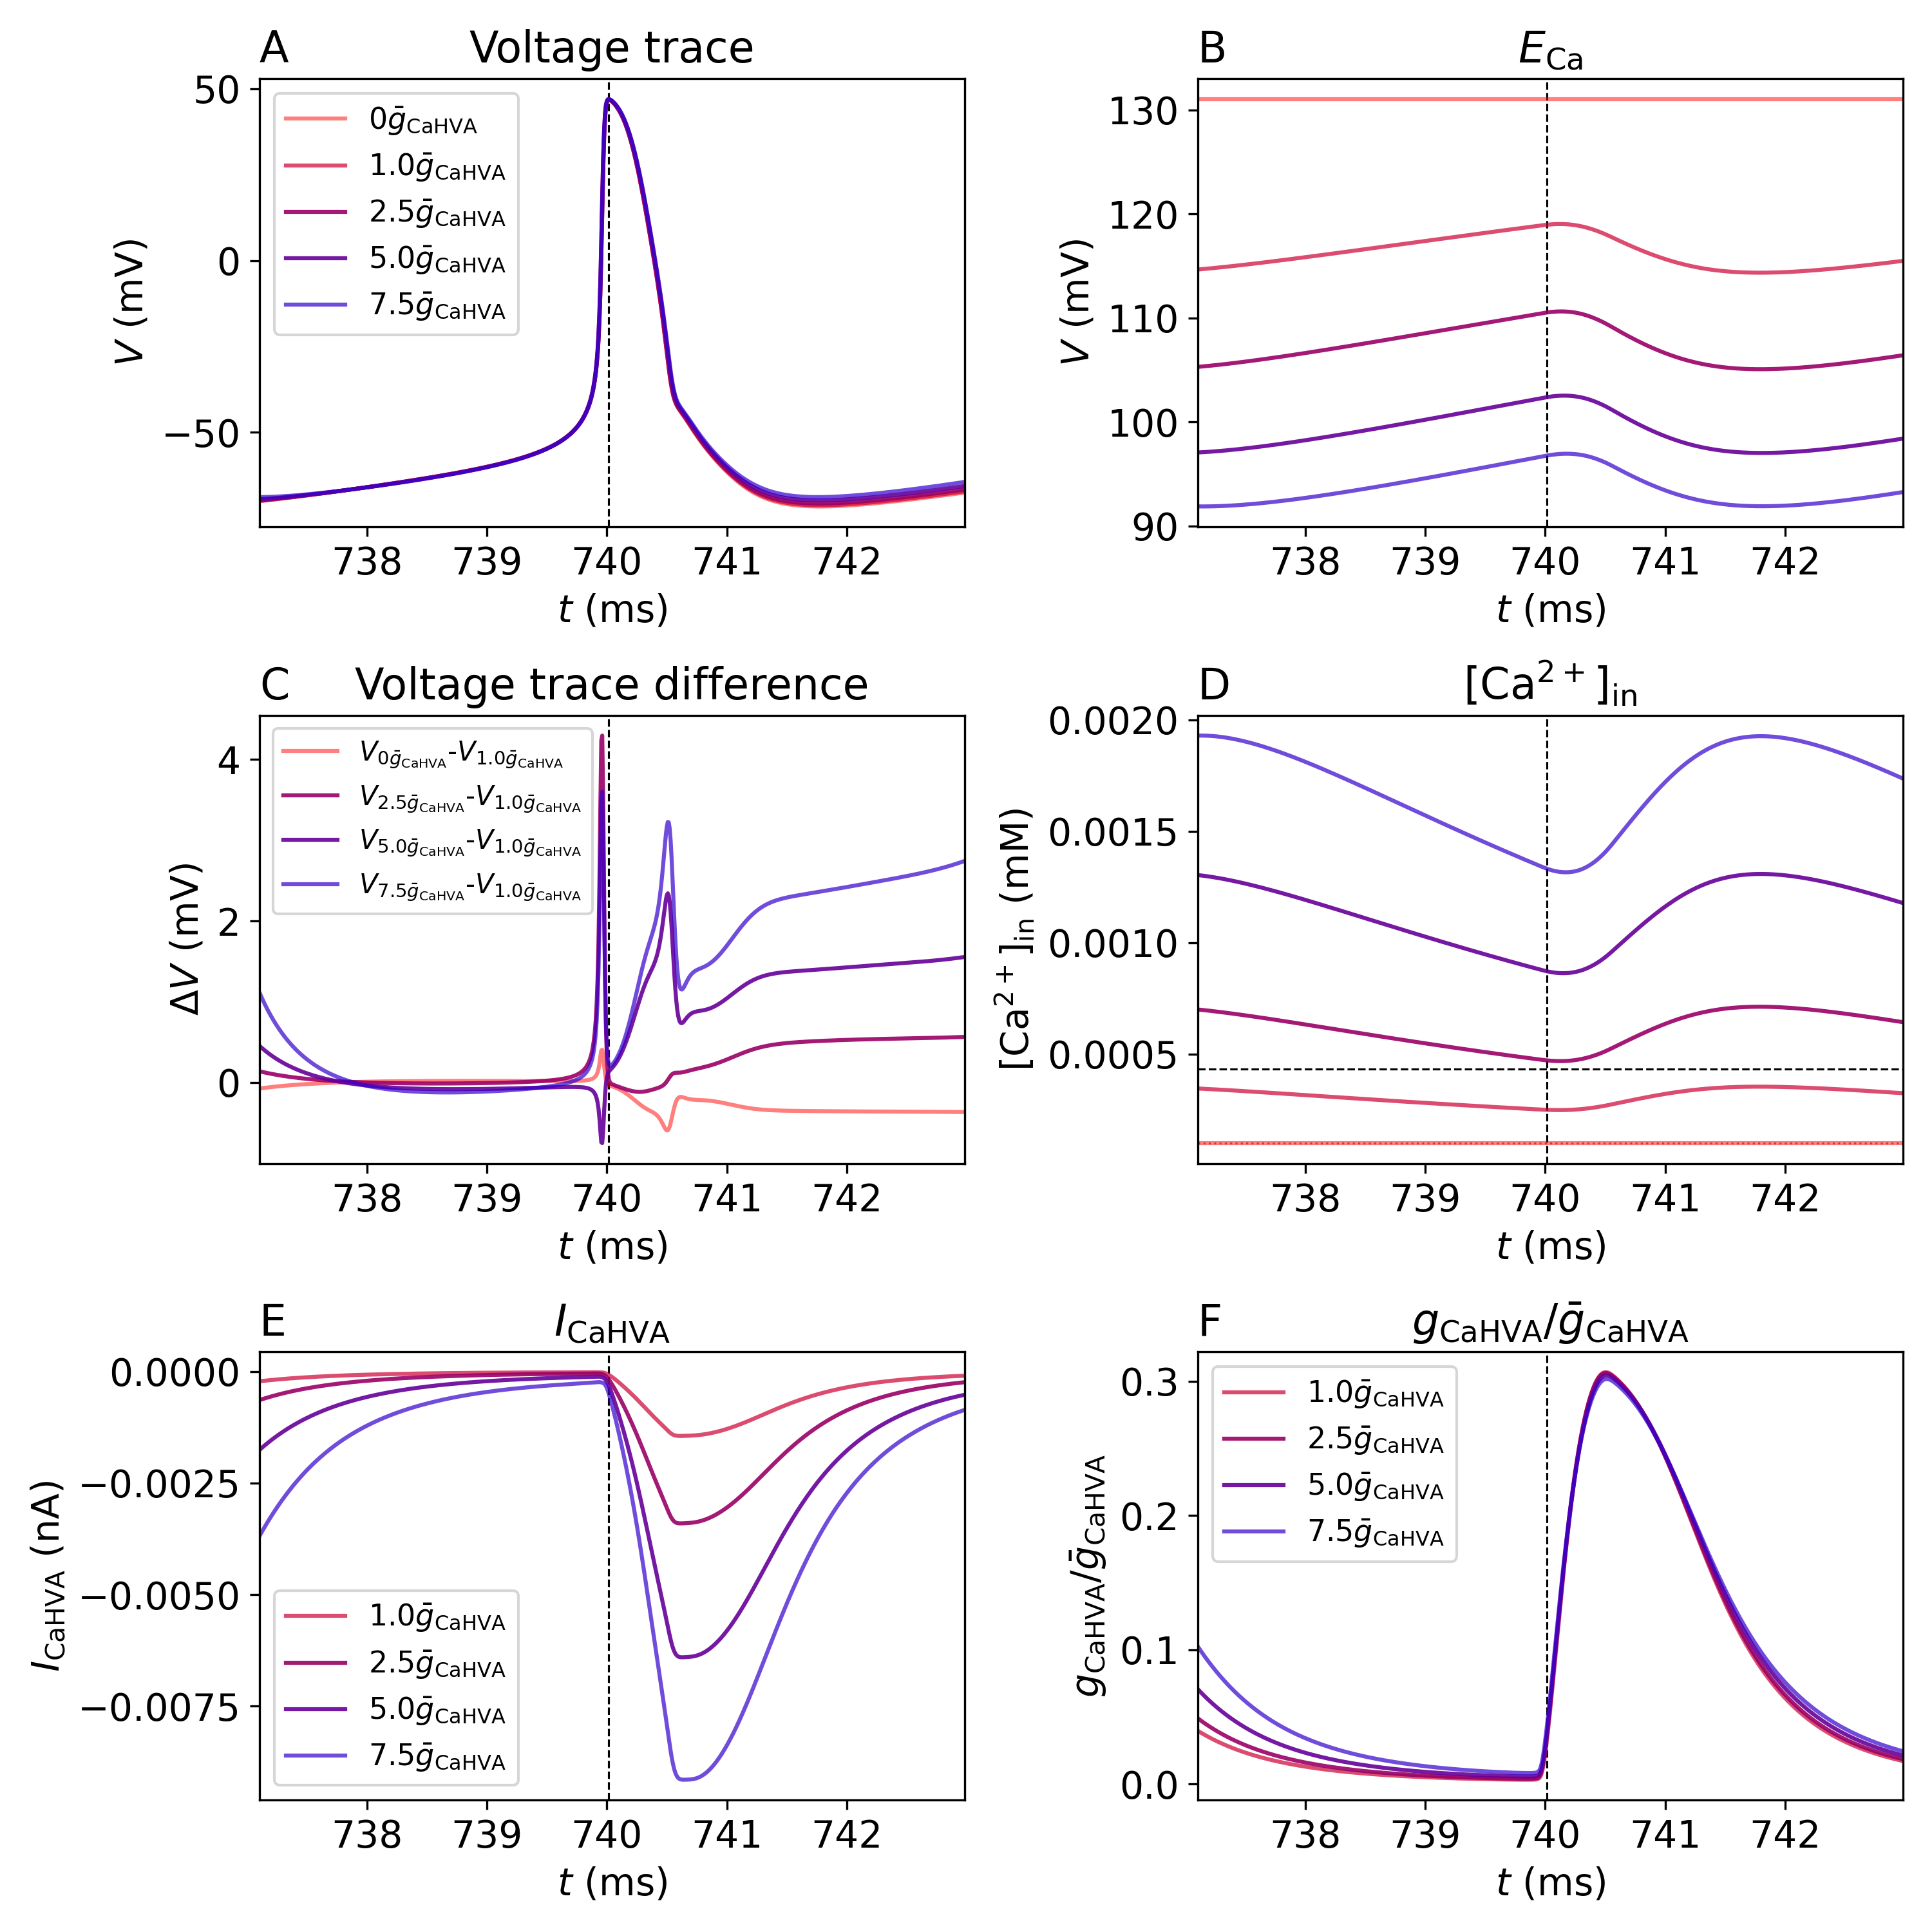 A Voltage trace
50
0
−50
V (mV)
0ḡCaHVA
1.0ḡCaHVA
2.5ḡCaHVA
5.0ḡCaHVA
7.5ḡCaHVA
738 739 740 741 742
t (ms)
B ECa
130
120
110
100
90
V (mV)
738 739 740 741 742
t (ms)
C Voltage trace difference
4
2
0
ΔV (mV)
V0ḡCaHVA-V1.0ḡCaHVA
V2.5ḡCaHVA-V1.0ḡCaHVA
V5.0ḡCaHVA-V1.0ḡCaHVA
V7.5ḡCaHVA-V1.0ḡCaHVA
738 739 740 741 742
t (ms)
D [Ca2+]in
0.0020
0.0015
0.0010
0.0005
[Ca2+]in (mM)
738 739 740 741 742
t (ms)
E ICaHVA
0.0000
−0.0025
−0.0050
−0.0075
ICaHVA (nA)
1.0ḡCaHVA
2.5ḡCaHVA
5.0ḡCaHVA
7.5ḡCaHVA
738 739 740 741 742
t (ms)
F gCaHVA/ḡCaHVA
0.3
0.2
0.1
0.0
gCaHVA/ḡCaHVA
1.0ḡCaHVA
2.5ḡCaHVA
5.0ḡCaHVA
7.5ḡCaHVA
738 739 740 741 742
t (ms)